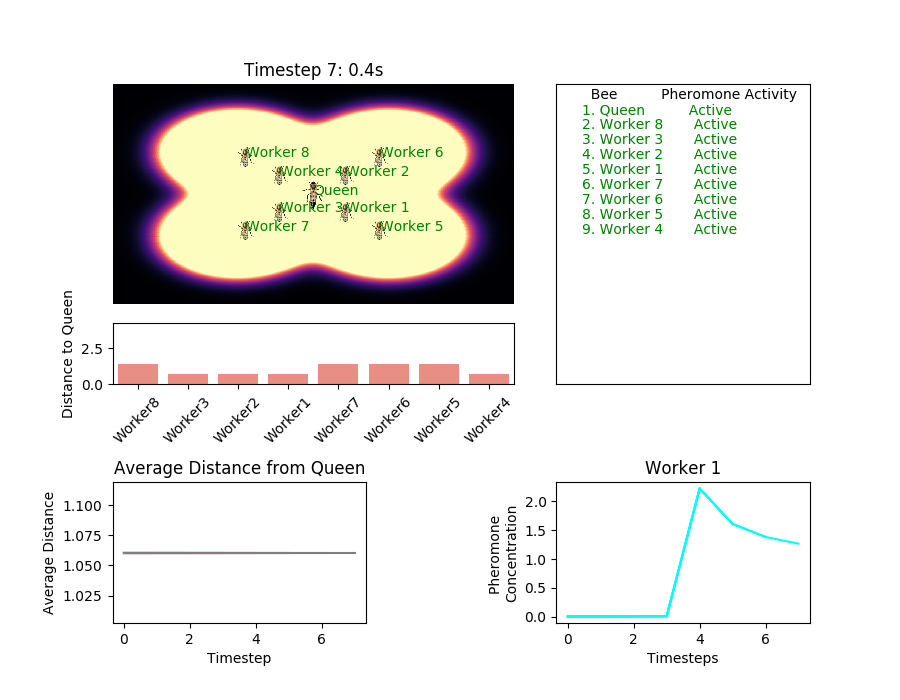 Timestep 7: 0.4s
Worker 8
Worker 6
Worker 4
Worker 2
Queen
Worker 3
Worker 1
Worker 7
Worker 5
Bee Pheromone Activity
1. Queen Active
2. Worker 8 Active
3. Worker 3 Active
4. Worker 2 Active
5. Worker 1 Active
6. Worker 7 Active
7. Worker 6 Active
8. Worker 5 Active
9. Worker 4 Active
Distance to Queen
2.5
0.0
Worker8
Worker3
Worker2
Worker1
Worker7
Worker6
Worker5
Worker4
Average Distance from Queen
Average Distance
1.100
1.075
1.050
1.025
0 2 4 6
Timestep
Worker 1
Pheromone
Concentration
2.0
1.5
1.0
0.5
0.0
0 2 4 6
Timesteps